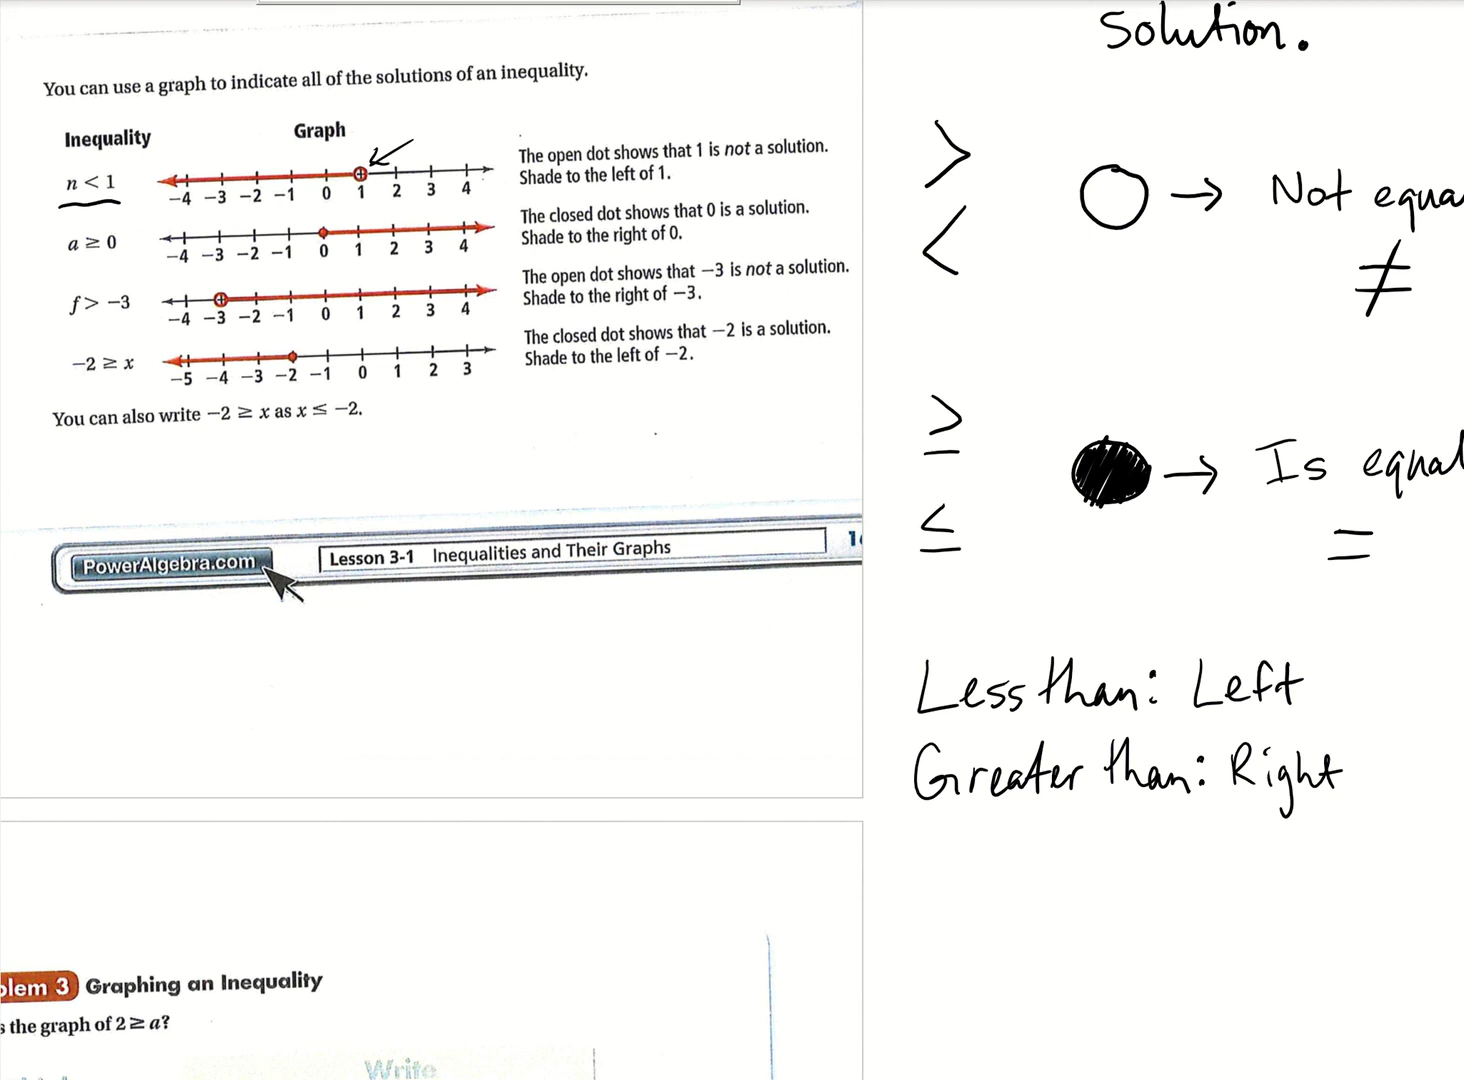 You can use a graph to indicate all of the solutions of an inequality.
Inequality Graph
n < 1
−4 −3 −2 −1 0 1 2 3 4
The open dot shows that 1 is not a solution.
Shade to the left of 1.
a ≥ 0
−4 −3 −2 −1 0 1 2 3 4
The closed dot shows that 0 is a solution.
Shade to the right of 0.
f > −3
−4 −3 −2 −1 0 1 2 3 4
The open dot shows that −3 is not a solution.
Shade to the right of −3.
−2 ≥ x
−5 −4 −3 −2 −1 0 1 2 3
The closed dot shows that −2 is a solution.
Shade to the left of −2.
You can also write −2 ≥ x as x ≤ −2.
PowerAlgebra.com Lesson 3-1 Inequalities and Their Graphs
3 Graphing an Inequality
the graph of 2 ≥ a?
Write
Solution.
>
<
→ Not
≠
≥
≤
→ Is equal
=
Less than: Left
Greater than: Right